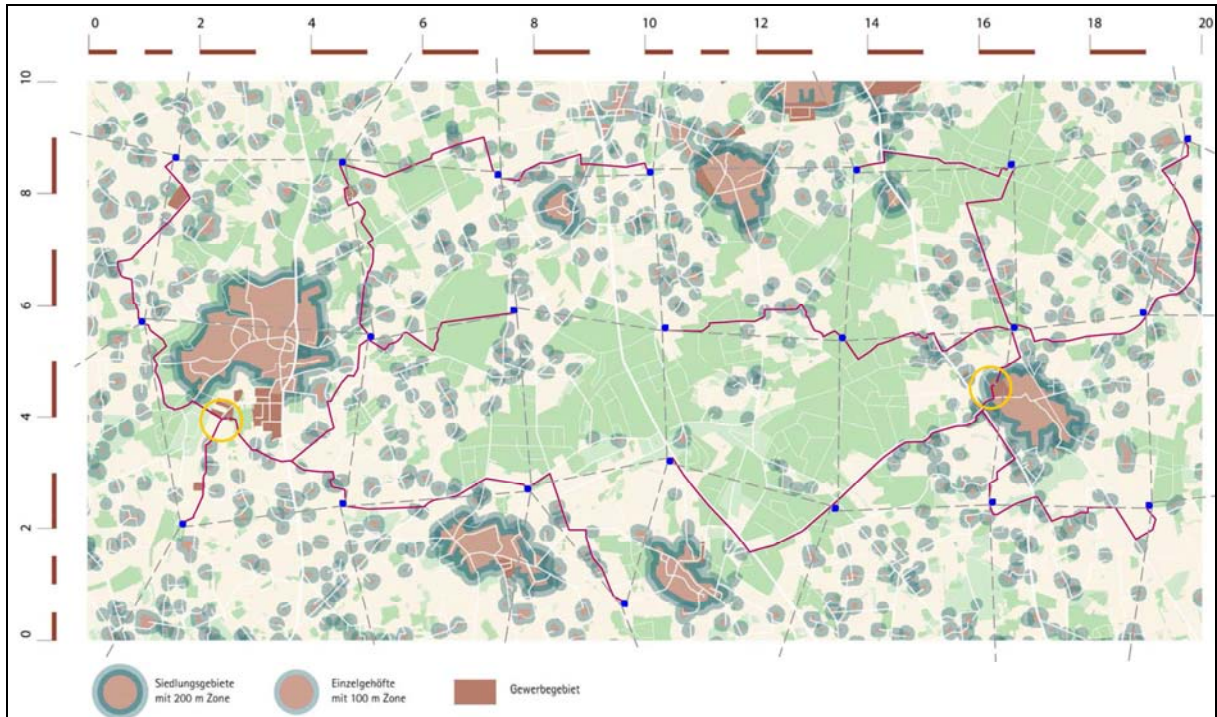 0 2 4 6 8 10 12 14 16 18 20
10
8
6
4
2
0
Siedlungsgebiete
mit 200 m Zone
Einzelgehöfte
mit 100 m Zone
Gewerbegebiet